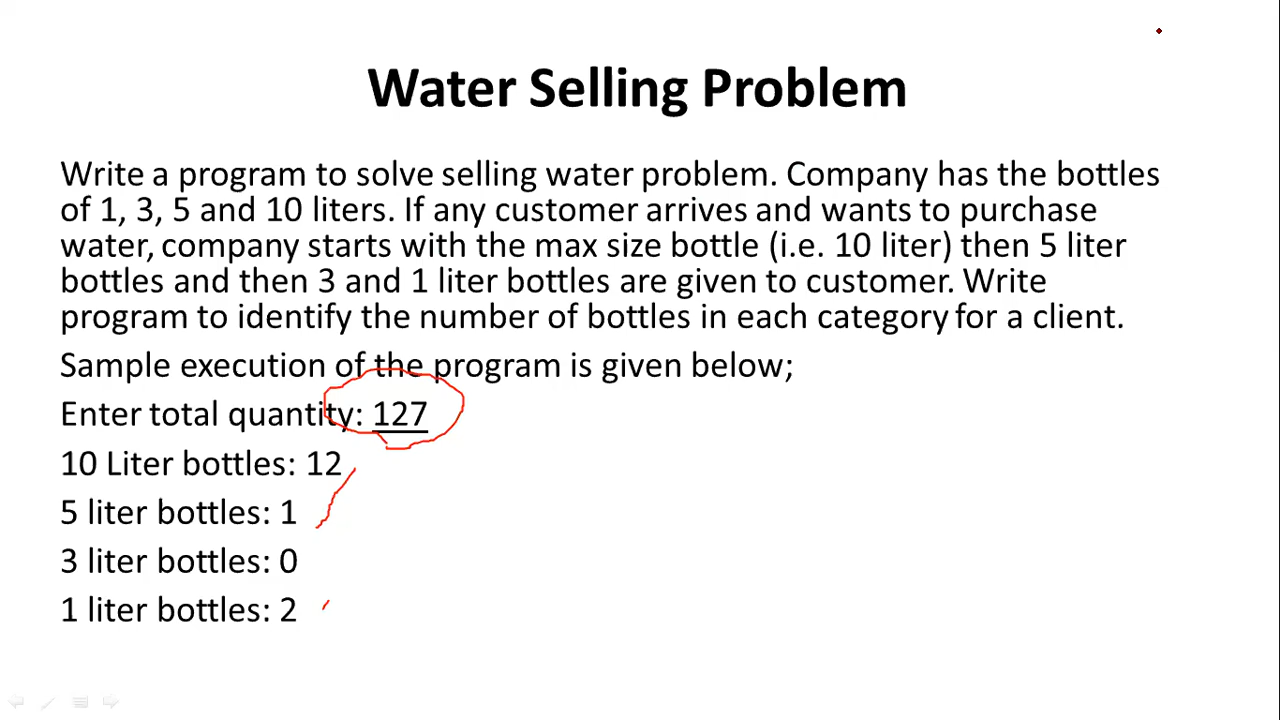 Water Selling Problem
Write a program to solve selling water problem. Company has the bottles
of 1, 3, 5 and 10 liters. If any customer arrives and wants to purchase
water, company starts with the max size bottle (i.e. 10 liter) then 5 liter
bottles and then 3 and 1 liter bottles are given to customer. Write
program to identify the number of bottles in each category for a client.
Sample execution of the program is given below;
Enter total quantity: 127
10 Liter bottles: 12
5 liter bottles: 1
3 liter bottles: 0
1 liter bottles: 2